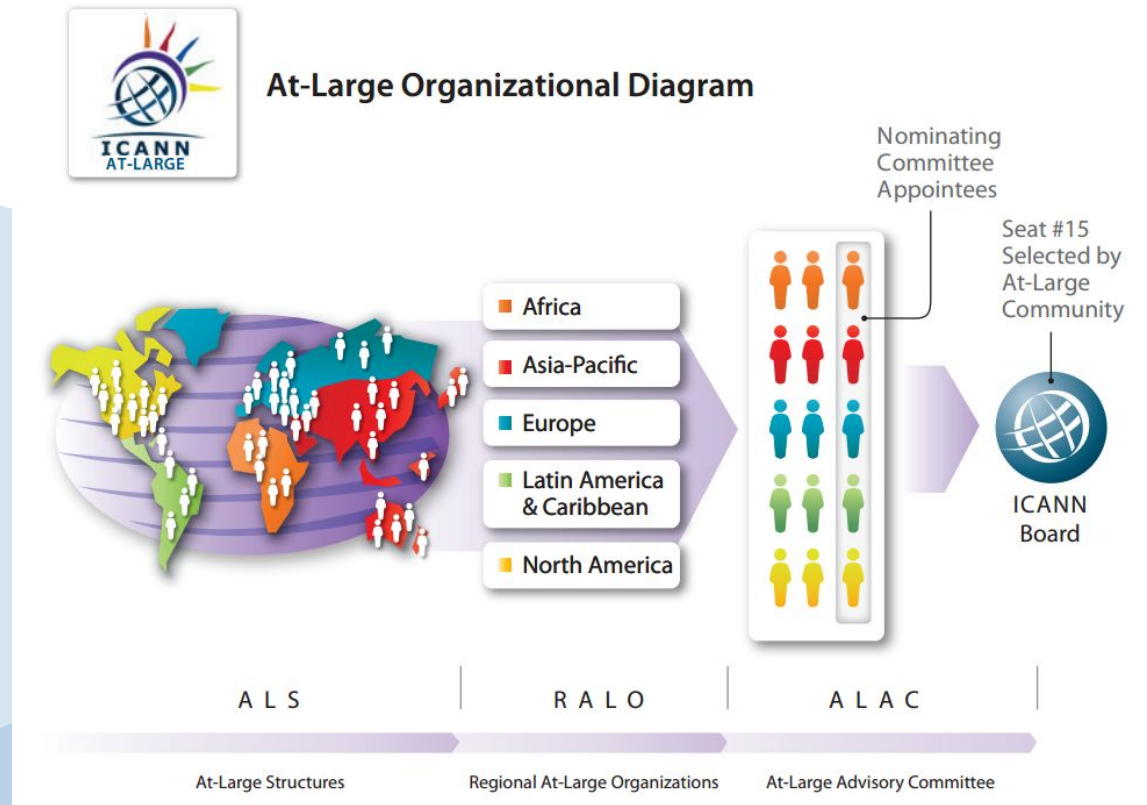 ICANN
AT-LARGE
At-Large Organizational Diagram
Nominating
Committee
Appointees
Seat #15
Selected by
At-Large
Community
Africa
Asia-Pacific
Europe
Latin America
& Caribbean
North America
ICANN
Board
ALS
RALO
ALAC
At-Large Structures
Regional At-Large Organizations
At-Large Advisory Committee